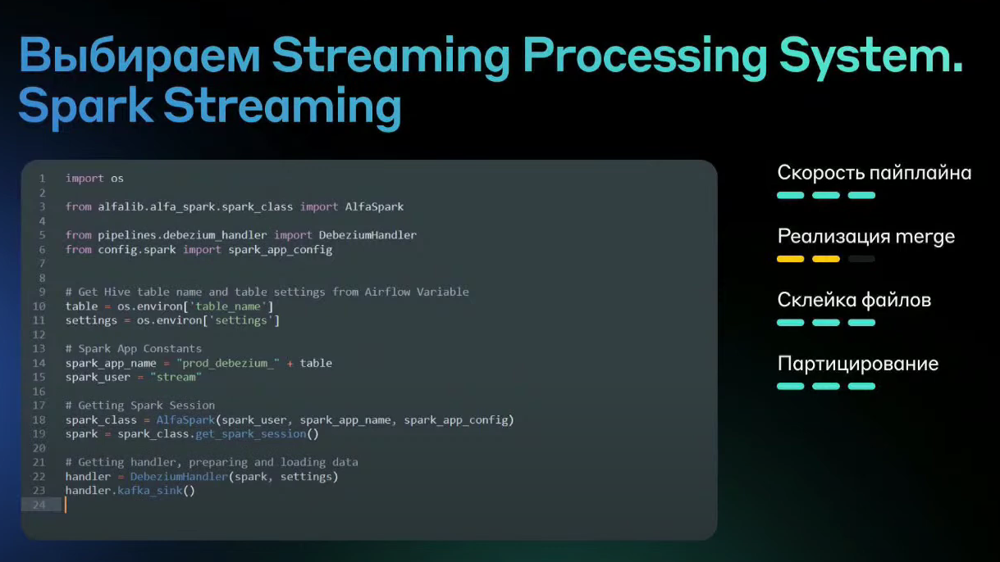 Выбираем Streaming Processing System.
Spark Streaming
1 import os
2
3 from alfalib.alfa_spark.spark_class import AlfaSpark
4
5 from pipelines.debezium_handler import DebeziumHandler
6 from config.spark import spark_app_config
7
8
9 # Get Hive table name and table settings from Airflow Variable
10 table = os.environ['table_name']
11 settings = os.environ['settings']
12
13 # Spark App Constants
14 spark_app_name = "prod_debezium_" + table
15 spark_user = "stream"
16
17 # Getting Spark Session
18 spark_class = AlfaSpark(spark_user, spark_app_name, spark_app_config)
19 spark = spark_class.get_spark_session()
20
21 # Getting handler, preparing and loading data
22 handler = DebeziumHandler(spark, settings)
23 handler.kafka_sink()
24
Скорость пайплайна
Реализация merge
Склейка файлов
Партицирование